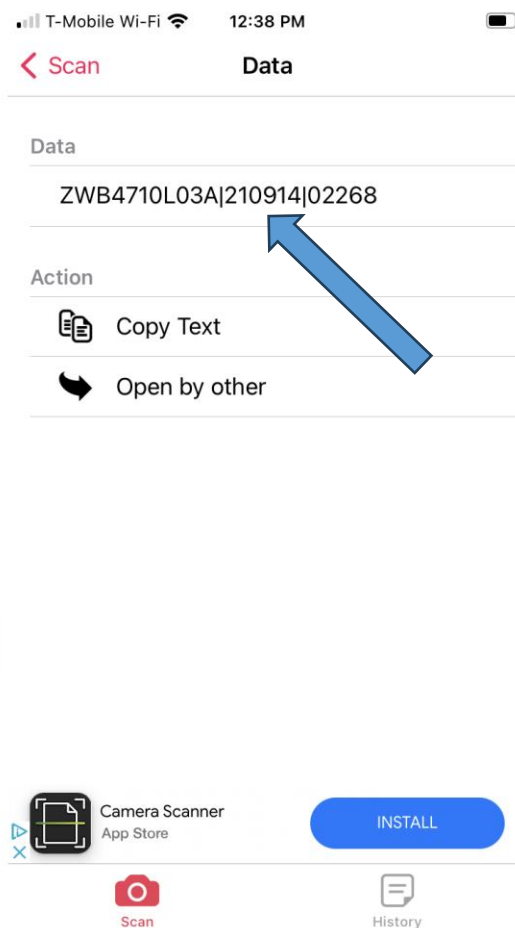 T-Mobile Wi-Fi 12:38 PM
Scan Data
Data
ZWB4710L03A|210914|02268
Action
Copy Text
Open by other
Camera Scanner
App Store
INSTALL
Scan History